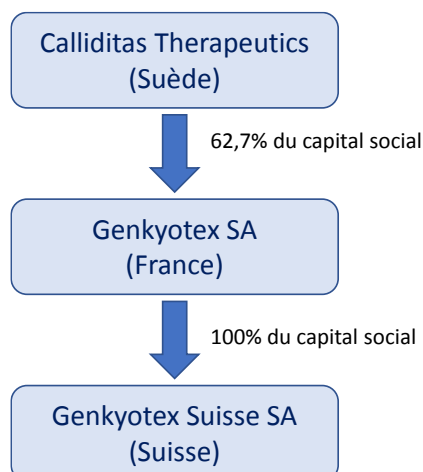 Calliditas Therapeutics
(Suède)
62,7% du capital social
Genkyotex SA
(France)
100% du capital social
Genkyotex Suisse SA
(Suisse)